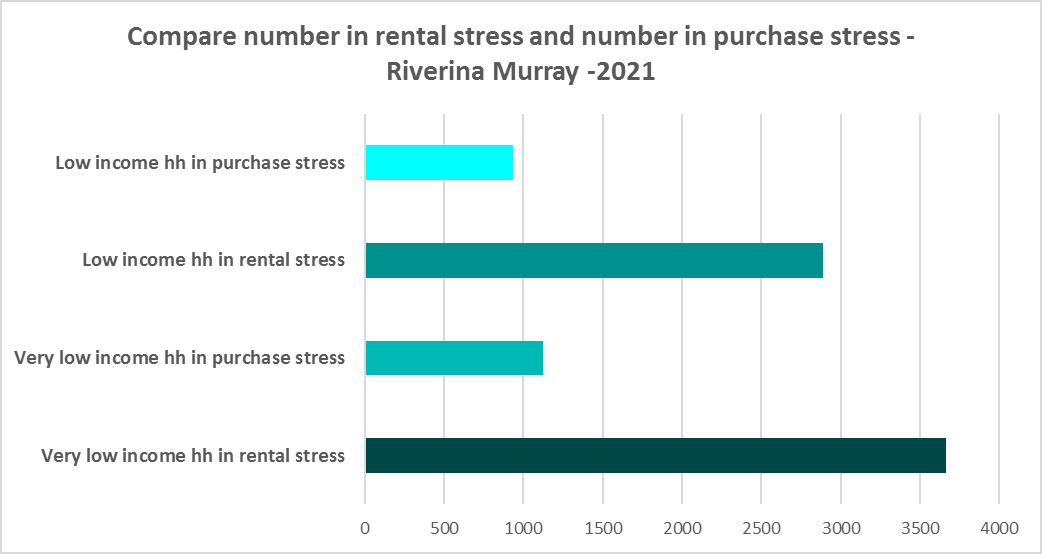 Compare number in rental stress and number in purchase stress -
Riverina Murray -2021
Low income hh in purchase stress
Low income hh in rental stress
Very low income hh in purchase stress
Very low income hh in rental stress
0 500 1000 1500 2000 2500 3000 3500 4000